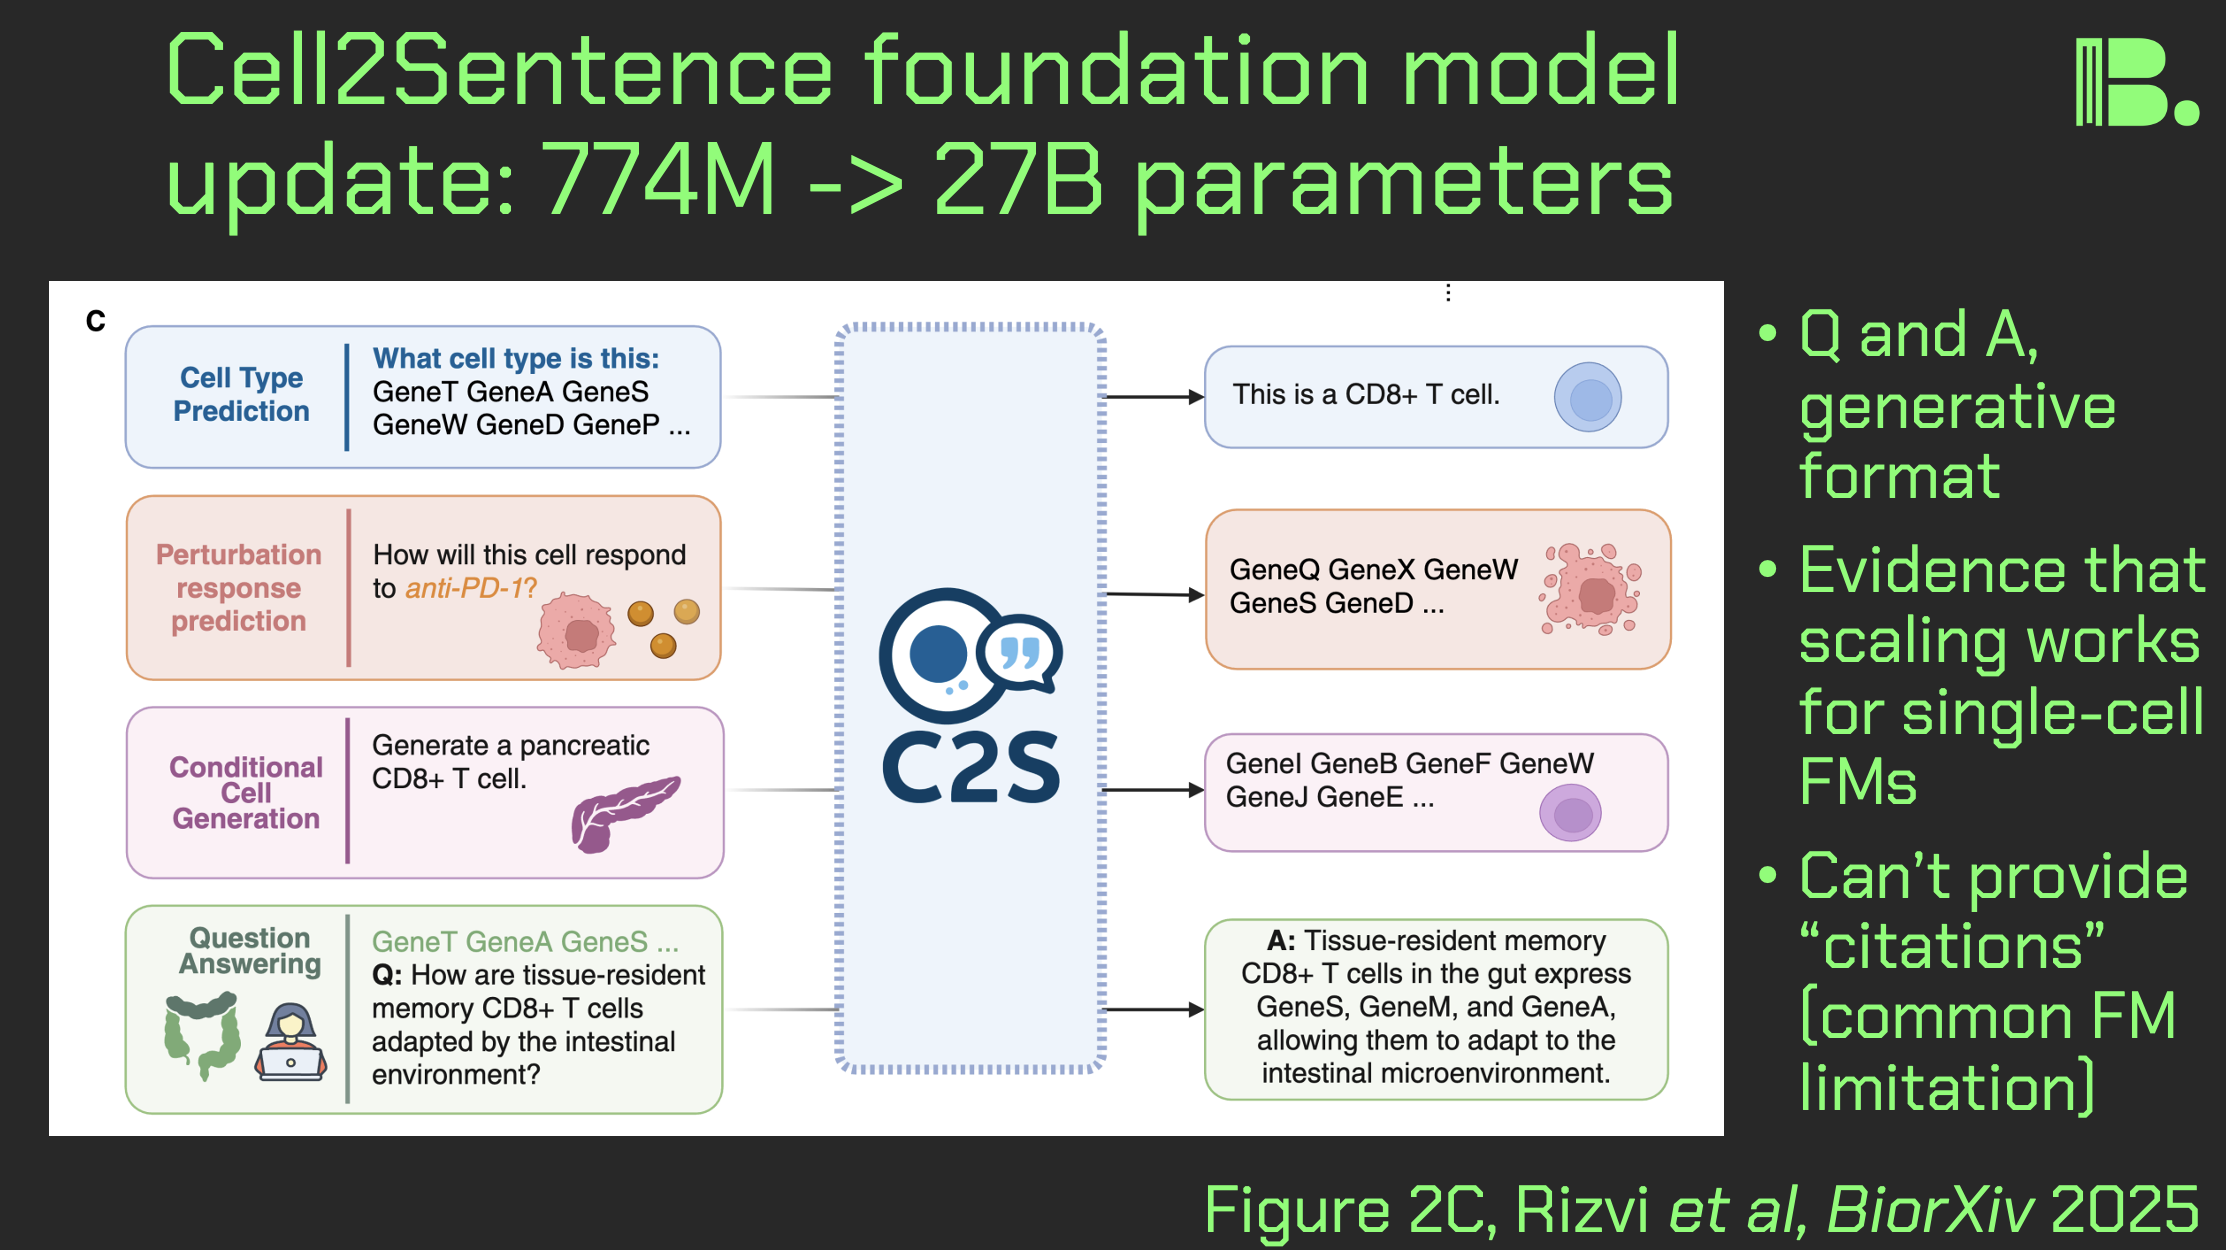 Cell2Sentence foundation model
update: 774M -> 27B parameters
B.
c
Cell Type
Prediction
What cell type is this:
GeneT GeneA GeneS
GeneW GeneD GeneP ...
This is a CD8+ T cell.
Perturbation
response
prediction
How will this cell respond
to anti-PD-1?
GeneQ GeneX GeneW
GeneS GeneD ...
Conditional
Cell
Generation
Generate a pancreatic
CD8+ T cell.
GeneI GeneB GeneF GeneW
GeneJ GeneE ...
Question
Answering
GeneT GeneA GeneS ...
Q: How are tissue-resident
memory CD8+ T cells
adapted by the intestinal
environment?
A: Tissue-resident memory
CD8+ T cells in the gut express
GeneS, GeneM, and GeneA,
allowing them to adapt to the
intestinal microenvironment.
C2S
• Q and A,
generative
format
• Evidence that
scaling works
for single-cell
FMs
• Can’t provide
“citations”
(common FM
limitation)
Figure 2C, Rizvi et al, BiorXiv 2025